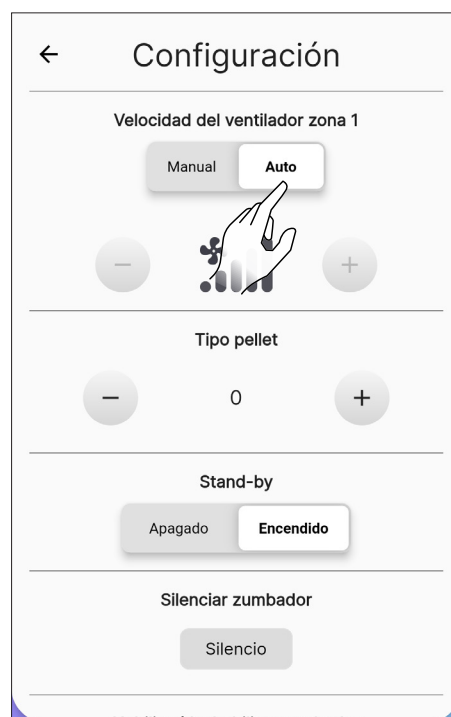 Configuración
Velocidad del ventilador zona 1
Manual Auto
Tipo pellet
− 0 +
Stand-by
Apagado Encendido
Silenciar zumbador
Silencio